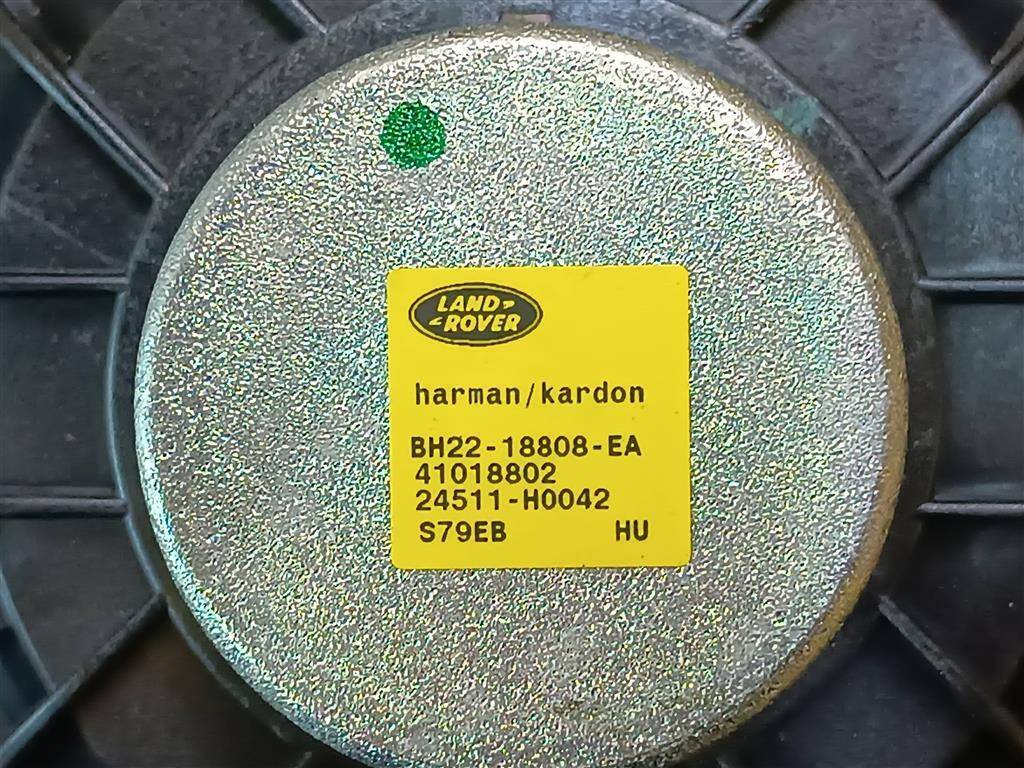 LAND
ROVER
harman/kardon
BH22-18808-EA
41018802
24511-H0042
S79EB HU